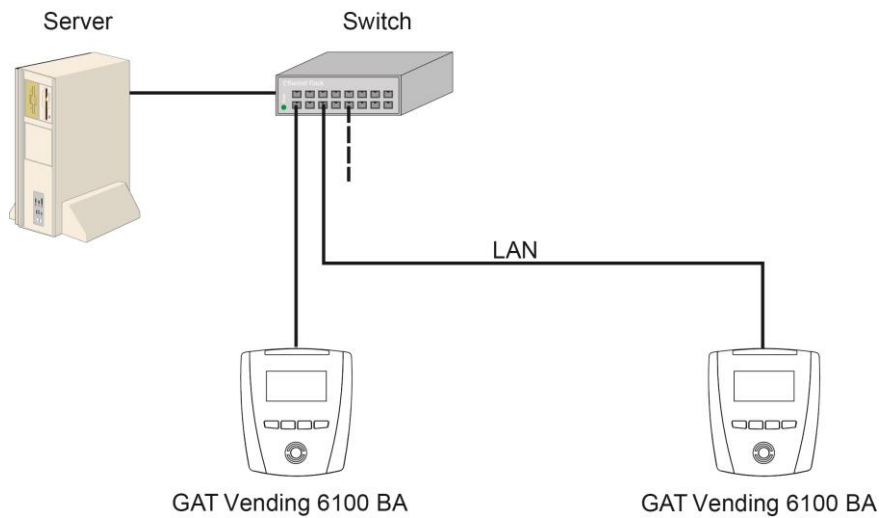 Server
Switch
LAN
GAT Vending 6100 BA
GAT Vending 6100 BA